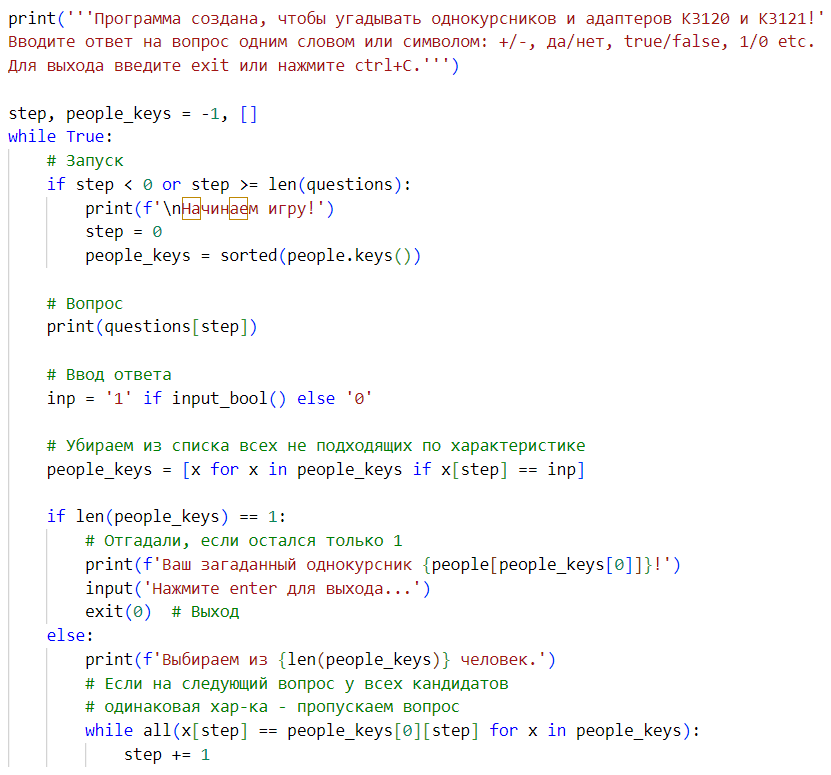 print('''Программа создана, чтобы угадывать однокурсников и адаптеров К3120 и К3121!'
Вводите ответ на вопрос одним словом или символом: +/-, да/нет, true/false, 1/0 etc.
Для выхода введите exit или нажмите ctrl+C.''')
step, people_keys = -1, []
while True:
    # Запуск
    if step < 0 or step >= len(questions):
        print(f'\nНачинаем игру!')
        step = 0
        people_keys = sorted(people.keys())
    # Вопрос
    print(questions[step])
    # Ввод ответа
    inp = '1' if input_bool() else '0'
    # Убираем из списка всех не подходящих по характеристике
    people_keys = [x for x in people_keys if x[step] == inp]
    if len(people_keys) == 1:
        # Отгадали, если остался только 1
        print(f'Ваш загаданный однокурсник {people[people_keys[0]]}!')
        input('Нажмите enter для выхода...')
        exit(0)  # Выход
    else:
        print(f'Выбираем из {len(people_keys)} человек.')
        # Если на следующий вопрос у всех кандидатов
        # одинаковая хар-ка - пропускаем вопрос
        while all(x[step] == people_keys[0][step] for x in people_keys):
            step += 1